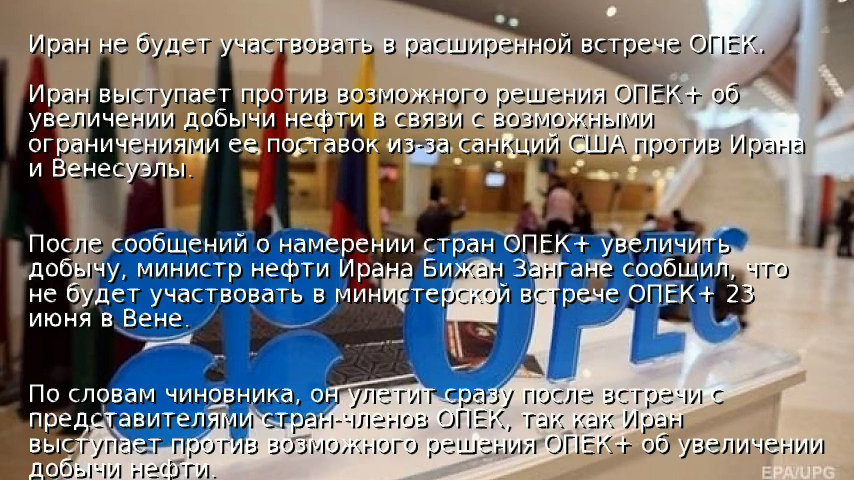 Иран не будет участвовать в расширенной встрече ОПЕК.
Иран выступает против возможного решения ОПЕК+ об
увеличении добычи нефти в связи с возможными
ограничениями ее поставок из-за санкций США против Ирана
и Венесуэлы.
После сообщений о намерении стран ОПЕК+ увеличить
добычу, министр нефти Ирана Бижан Зангане сообщил, что
не будет участвовать в министерской встрече ОПЕК+ 23
июня в Вене.
По словам чиновника, он улетит сразу после встречи с
представителями стран-членов ОПЕК, так как Иран
выступает против возможного решения ОПЕК+ об увеличении
добычи нефти.
OPEC
EPA/UPG